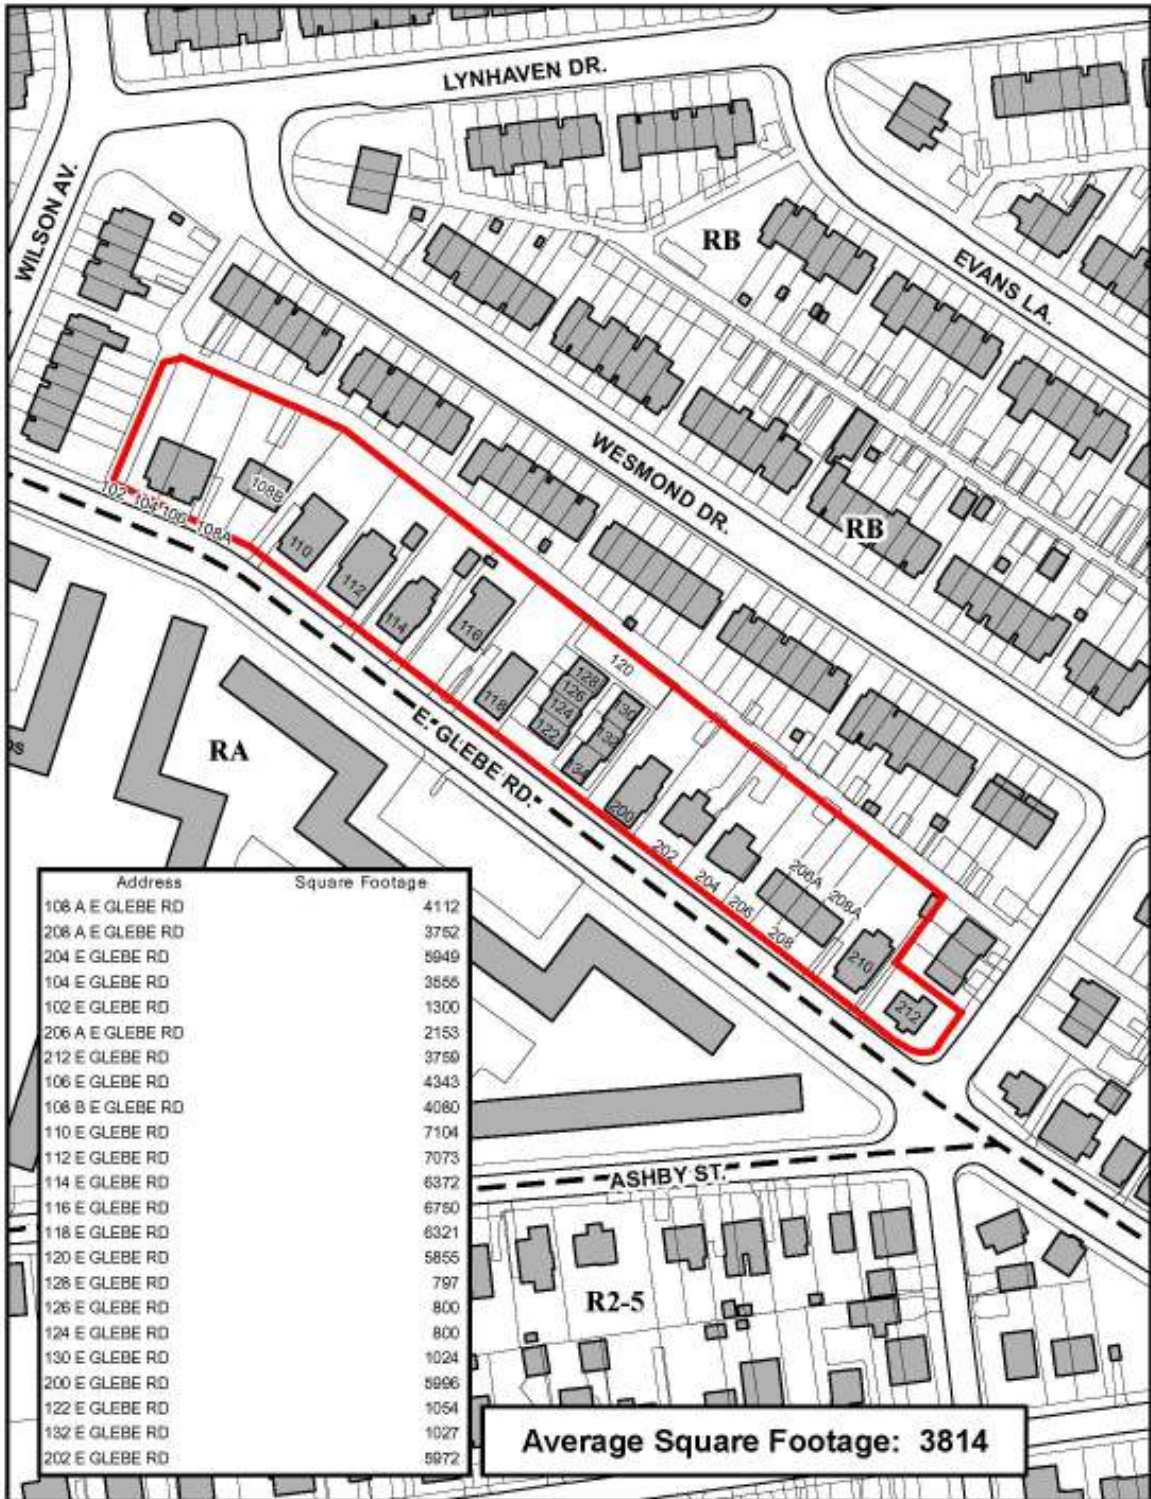 LYNHAVEN DR.
WILSON AV.
RB
EVANS LA.
WESMOND DR.
RB
102
104
106
108A
108B
110
112
114
116
118
120
128
126
124
122
130
132
134
E. GLEBE RD.
RA
200
202
204
206
206A
208
208A
210
212
Address Square Footage
108 A E GLEBE RD 4112
208 A E GLEBE RD 3752
204 E GLEBE RD 5949
104 E GLEBE RD 3555
102 E GLEBE RD 1300
206 A E GLEBE RD 2153
212 E GLEBE RD 3759
106 E GLEBE RD 4343
108 B E GLEBE RD 4080
110 E GLEBE RD 7104
112 E GLEBE RD 7073
114 E GLEBE RD 6372
116 E GLEBE RD 6750
118 E GLEBE RD 6321
120 E GLEBE RD 5855
128 E GLEBE RD 797
126 E GLEBE RD 800
124 E GLEBE RD 800
130 E GLEBE RD 1024
200 E GLEBE RD 5996
122 E GLEBE RD 1054
132 E GLEBE RD 1027
202 E GLEBE RD 5972
ASHBY ST.
R2-5
Average Square Footage: 3814